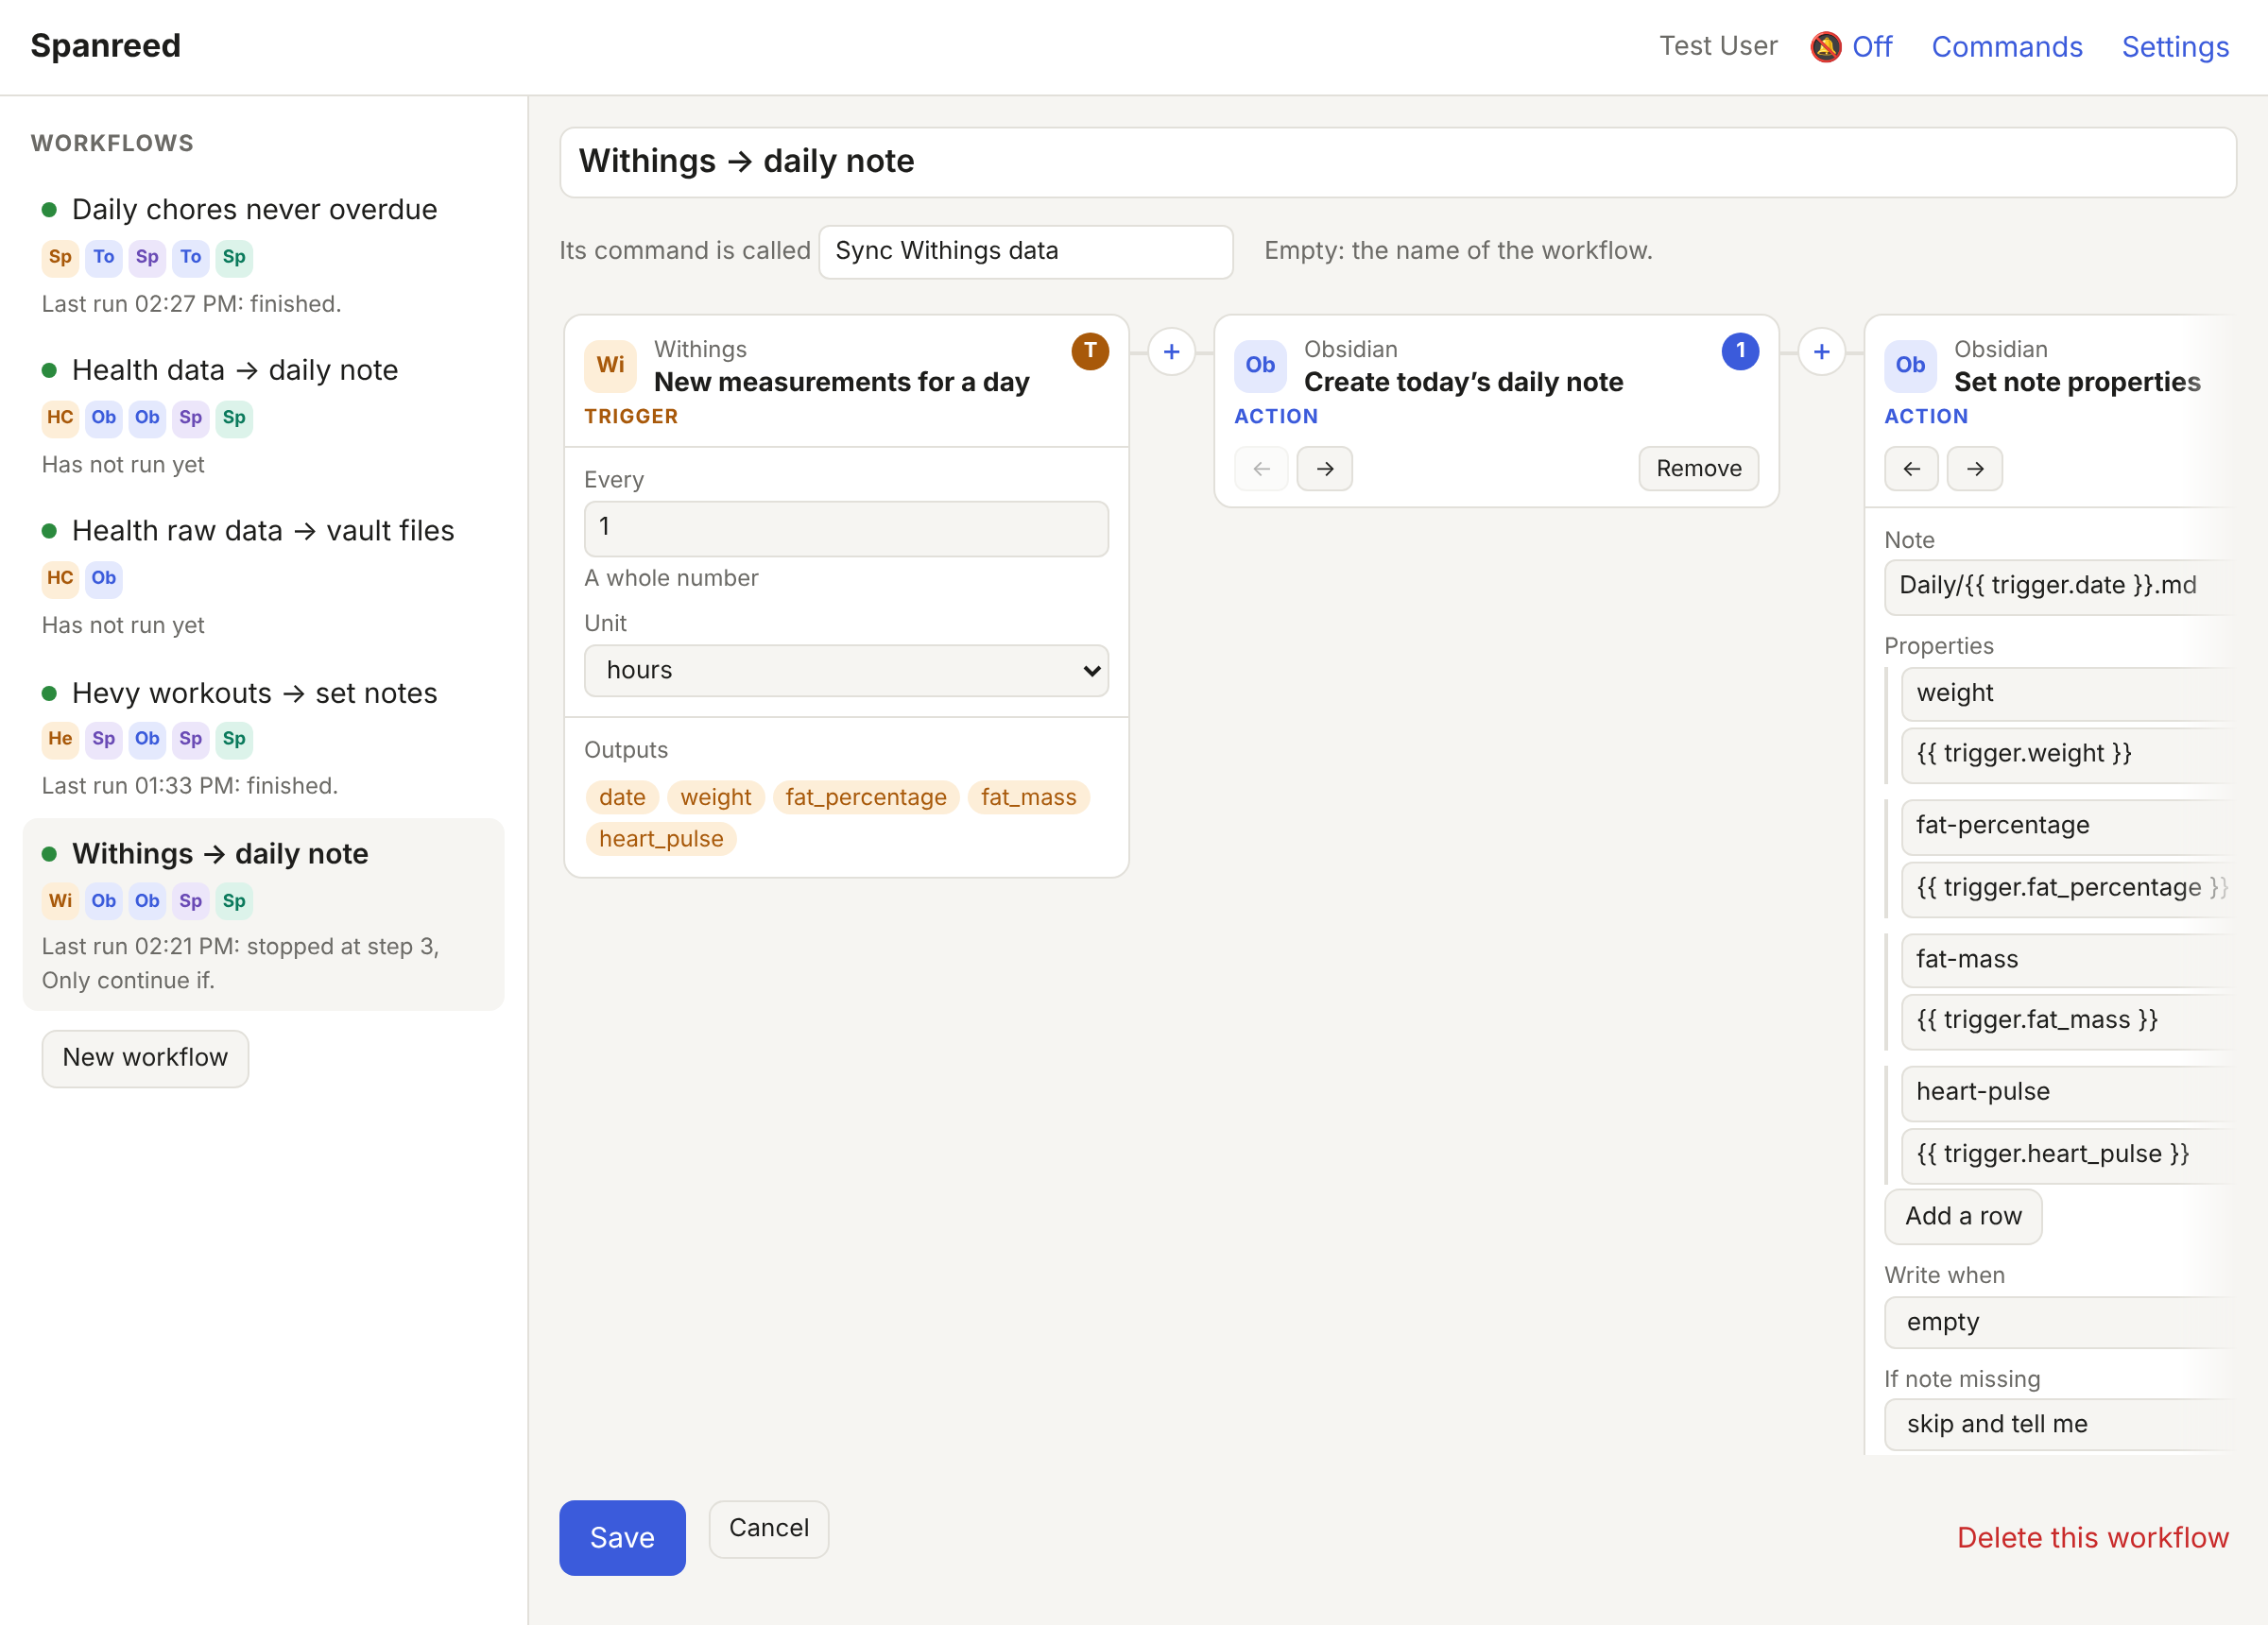 Spanreed
Test User
Off
Commands
Settings
WORKFLOWS
Daily chores never overdue
Sp To Sp To Sp
Last run 02:27 PM: finished.
Health data → daily note
HC Ob Ob Sp Sp
Has not run yet
Health raw data → vault files
HC Ob
Has not run yet
Hevy workouts → set notes
He Sp Ob Sp Sp
Last run 01:33 PM: finished.
Withings → daily note
Wi Ob Ob Sp Sp
Last run 02:21 PM: stopped at step 3,
Only continue if.
New workflow
Withings → daily note
Its command is called
Sync Withings data
Empty: the name of the workflow.
Wi
Withings
New measurements for a day
T
TRIGGER
Every
1
A whole number
Unit
hours
Outputs
date weight fat_percentage fat_mass
heart_pulse
+
Ob
Obsidian
Create today’s daily note
1
ACTION
← →
Remove
+
Ob
Obsidian
Set note properties
ACTION
← →
Note
Daily/{{ trigger.date }}.md
Properties
weight
{{ trigger.weight }}
fat-percentage
{{ trigger.fat_percentage }}
fat-mass
{{ trigger.fat_mass }}
heart-pulse
{{ trigger.heart_pulse }}
Add a row
Write when
empty
If note missing
skip and tell me
Save
Cancel
Delete this workflow